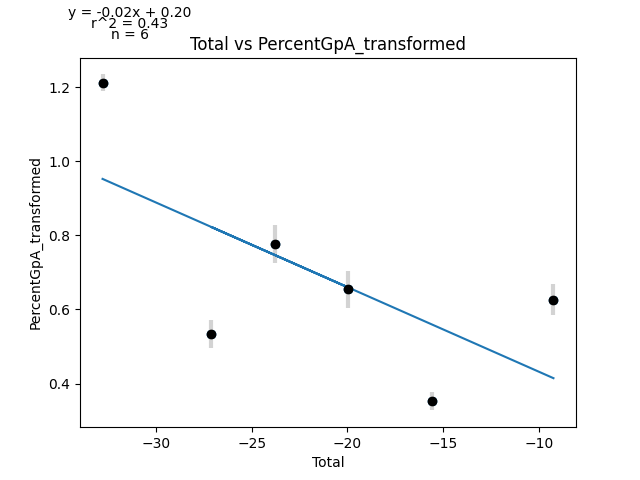 y = -0.02x + 0.20
r^2 = 0.43
n = 6
Total vs PercentGpA_transformed
PercentGpA_transformed
1.2
1.0
0.8
0.6
0.4
−30
−25
−20
−15
−10
Total